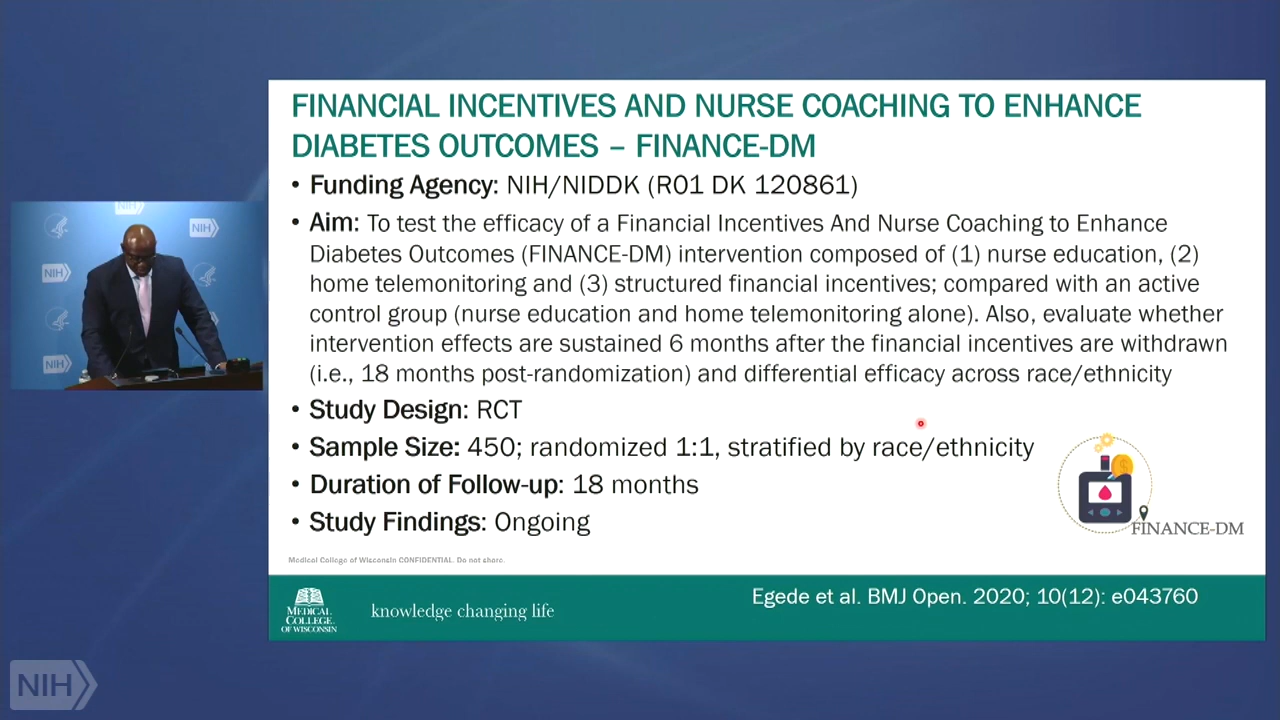 FINANCIAL INCENTIVES AND NURSE COACHING TO ENHANCE
DIABETES OUTCOMES – FINANCE-DM
• Funding Agency: NIH/NIDDK (R01 DK 120861)
• Aim: To test the efficacy of a Financial Incentives And Nurse Coaching to Enhance
Diabetes Outcomes (FINANCE-DM) intervention composed of (1) nurse education, (2)
home telemonitoring and (3) structured financial incentives; compared with an active
control group (nurse education and home telemonitoring alone). Also, evaluate whether
intervention effects are sustained 6 months after the financial incentives are withdrawn
(i.e., 18 months post-randomization) and differential efficacy across race/ethnicity
• Study Design: RCT
• Sample Size: 450; randomized 1:1, stratified by race/ethnicity
• Duration of Follow-up: 18 months
• Study Findings: Ongoing
FINANCE-DM
Medical College of Wisconsin CONFIDENTIAL. Do not share.
MEDICAL
COLLEGE
OF WISCONSIN
knowledge changing life
Egede et al. BMJ Open. 2020; 10(12): e043760
NIH
NIH
NIH
NIH
NIH